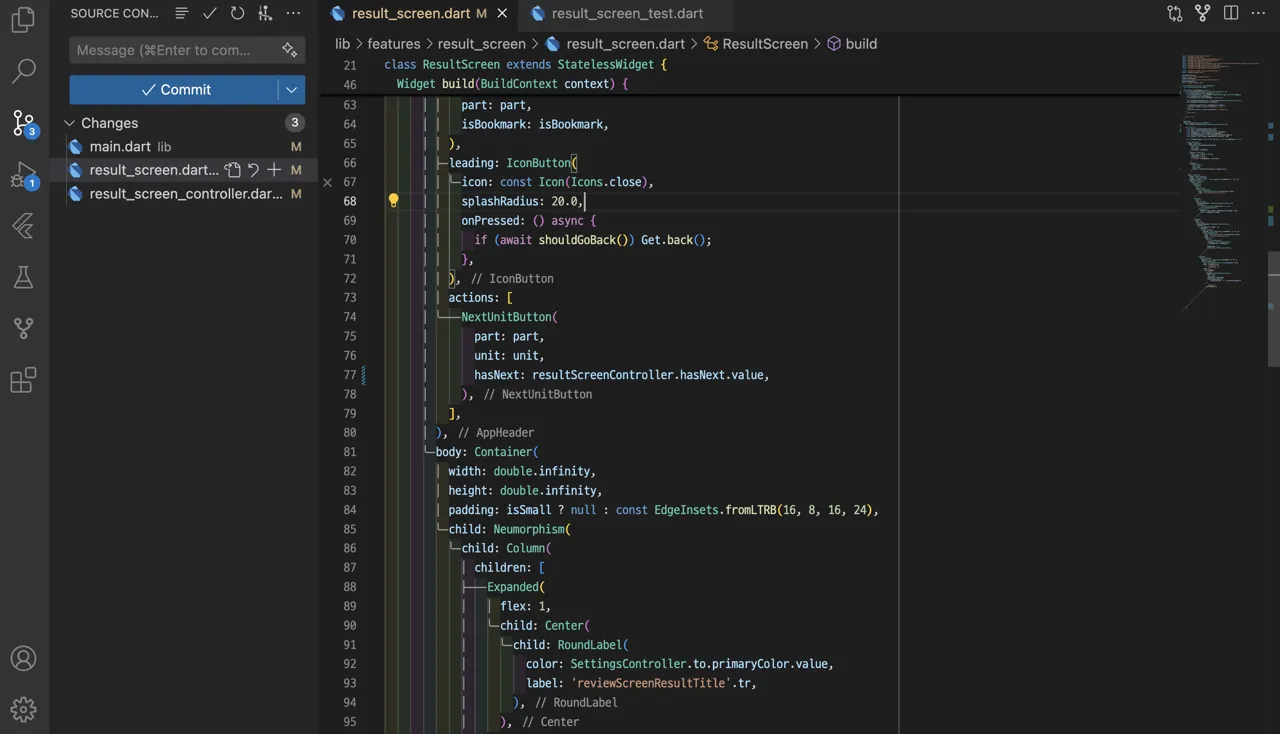 SOURCE CON...
Message (⌘Enter to com...
Commit
Changes
3
main.dart lib
M
result_screen.dart...
M
result_screen_controller.dar...
M
3
1
result_screen.dart M
result_screen_test.dart
lib > features > result_screen > result_screen.dart > ResultScreen > build
21 class ResultScreen extends StatelessWidget {
46 Widget build(BuildContext context) {
63 part: part,
64 isBookmark: isBookmark,
65 ),
66 leading: IconButton(
67 icon: const Icon(Icons.close),
68 splashRadius: 20.0,
69 onPressed: () async {
70 if (await shouldGoBack()) Get.back();
71 },
72 ), // IconButton
73 actions: [
74 NextUnitButton(
75 part: part,
76 unit: unit,
77 hasNext: resultScreenController.hasNext.value,
78 ), // NextUnitButton
79 ],
80 ), // AppHeader
81 body: Container(
82 width: double.infinity,
83 height: double.infinity,
84 padding: isSmall ? null : const EdgeInsets.fromLTRB(16, 8, 16, 24),
85 child: Neumorphism(
86 child: Column(
87 children: [
88 Expanded(
89 flex: 1,
90 child: Center(
91 child: RoundLabel(
92 color: SettingsController.to.primaryColor.value,
93 label: 'reviewScreenResultTitle'.tr,
94 ), // RoundLabel
95 ), // Center